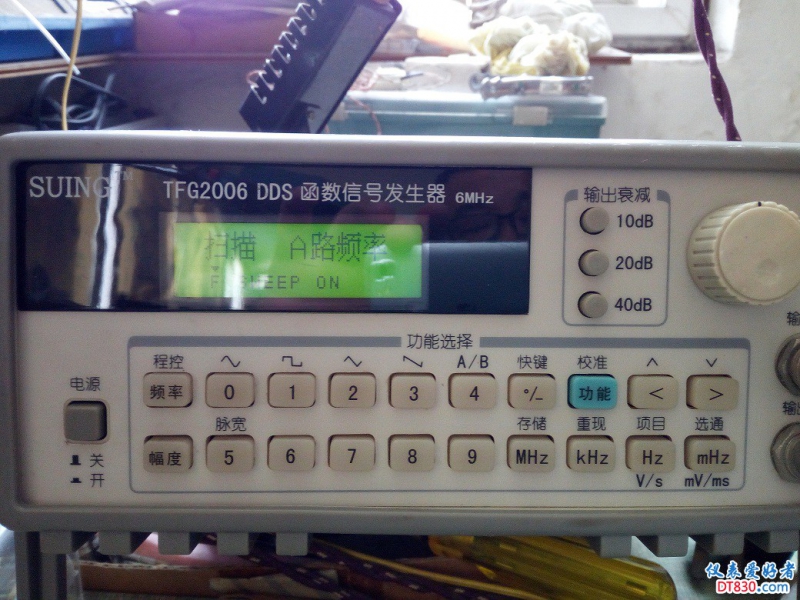 SUING™ TFG2006 DDS 函数信号发生器 6MHz
扫描 A路频率
F SWEEP ON
输出衰减
10dB
20dB
40dB
功能选择
电源
关
开
程控 A/B 快键 校准
频率 0 1 2 3 4 °/− 功能 < >
脉宽 存储 重现 项目 选通
幅度 5 6 7 8 9 MHz kHz Hz mHz
V/s mV/ms
输
输出
仪表爱好者
DT830.com